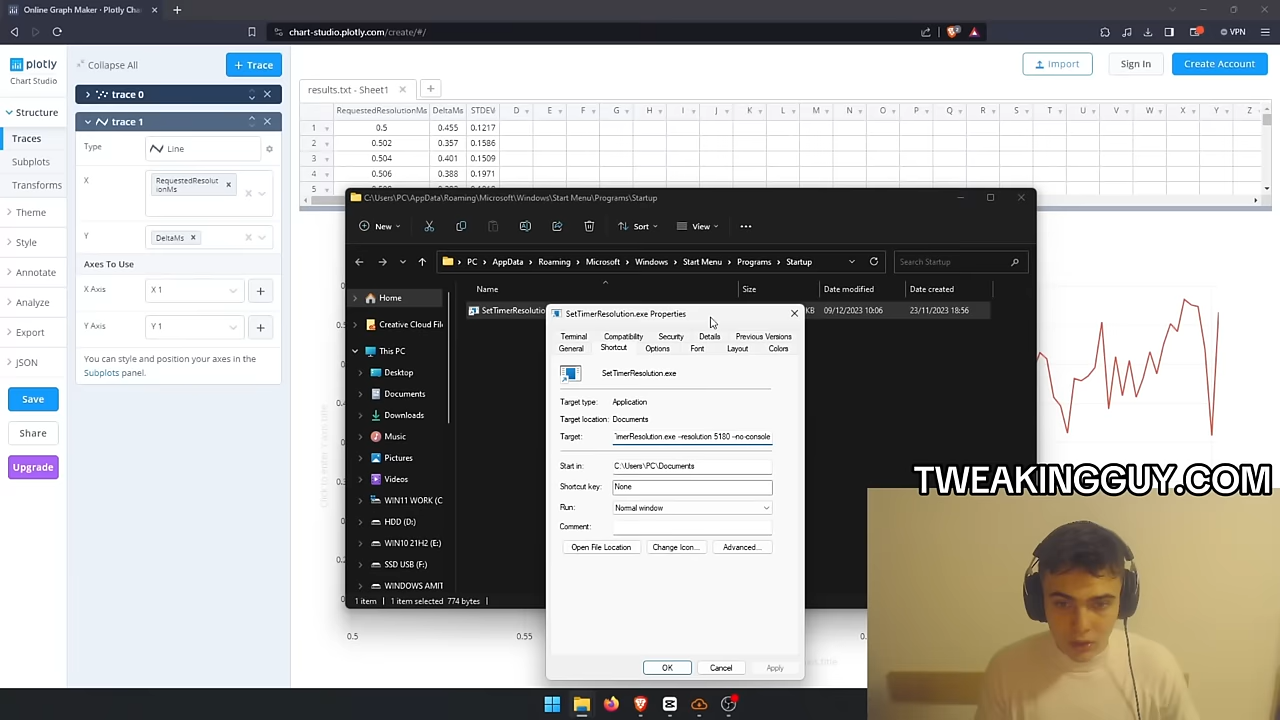 Online Graph Maker · Plotly Cha
chart-studio.plotly.com/create/#/
VPN
plotly
Chart Studio
Collapse All
+ Trace
Import
Sign In
Create Account
Structure
Traces
Subplots
Transforms
Theme
Style
Annotate
Analyze
Export
JSON
Save
Share
Upgrade
trace 0
trace 1
Type
Line
X
RequestedResolut
ionMs
Y
DeltaMs
Axes To Use
X Axis
X 1
Y Axis
Y 1
You can style and position your axes in the
Subplots panel.
results.txt - Sheet1
RequestedResolutionMs DeltaMs STDEV D E F G H I J K L M N O P Q R S T U V W X Y Z
1 0.5 0.455 0.1217
2 0.502 0.357 0.1586
3 0.504 0.401 0.1509
4 0.506 0.1971
5
C:\Users\PC\AppData\Roaming\Microsoft\Windows\Start Menu\Programs\Startup
New
Sort
View
PC > AppData > Roaming > Microsoft > Windows > Start Menu > Programs > Startup
Search Startup
Name Size Date modified Date created
SetTimerResolutio KB 09/12/2023 10:06 23/11/2023 18:56
Home
Creative Cloud File
This PC
Desktop
Documents
Downloads
Music
Pictures
Videos
WIN11 WORK (C
HDD (D:)
WIN10 21H2 (E:)
SSD USB (F:)
WINDOWS AMIT
1 item 1 item selected 774 bytes
SetTimerResolution.exe Properties
Terminal Compatibility Security Details Previous Versions
General Shortcut Options Font Layout Colors
SetTimerResolution.exe
Target type: Application
Target location: Documents
Target: imerResolution.exe --resolution 5180 --no-console
Start in: C:\Users\PC\Documents
Shortcut key: None
Run: Normal window
Comment:
Open File Location Change Icon... Advanced...
OK Cancel Apply
0.5
0.55
TWEAKINGGUY.COM